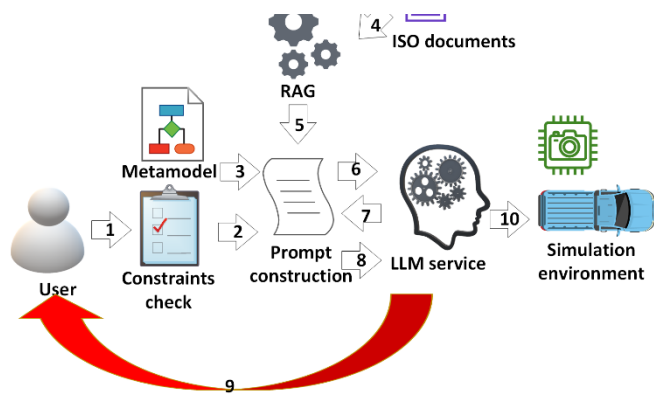 4
ISO documents
RAG
5
Metamodel
3
6
7
1
2
10
Prompt
construction
8
LLM service
Simulation
environment
User
Constraints
check
9